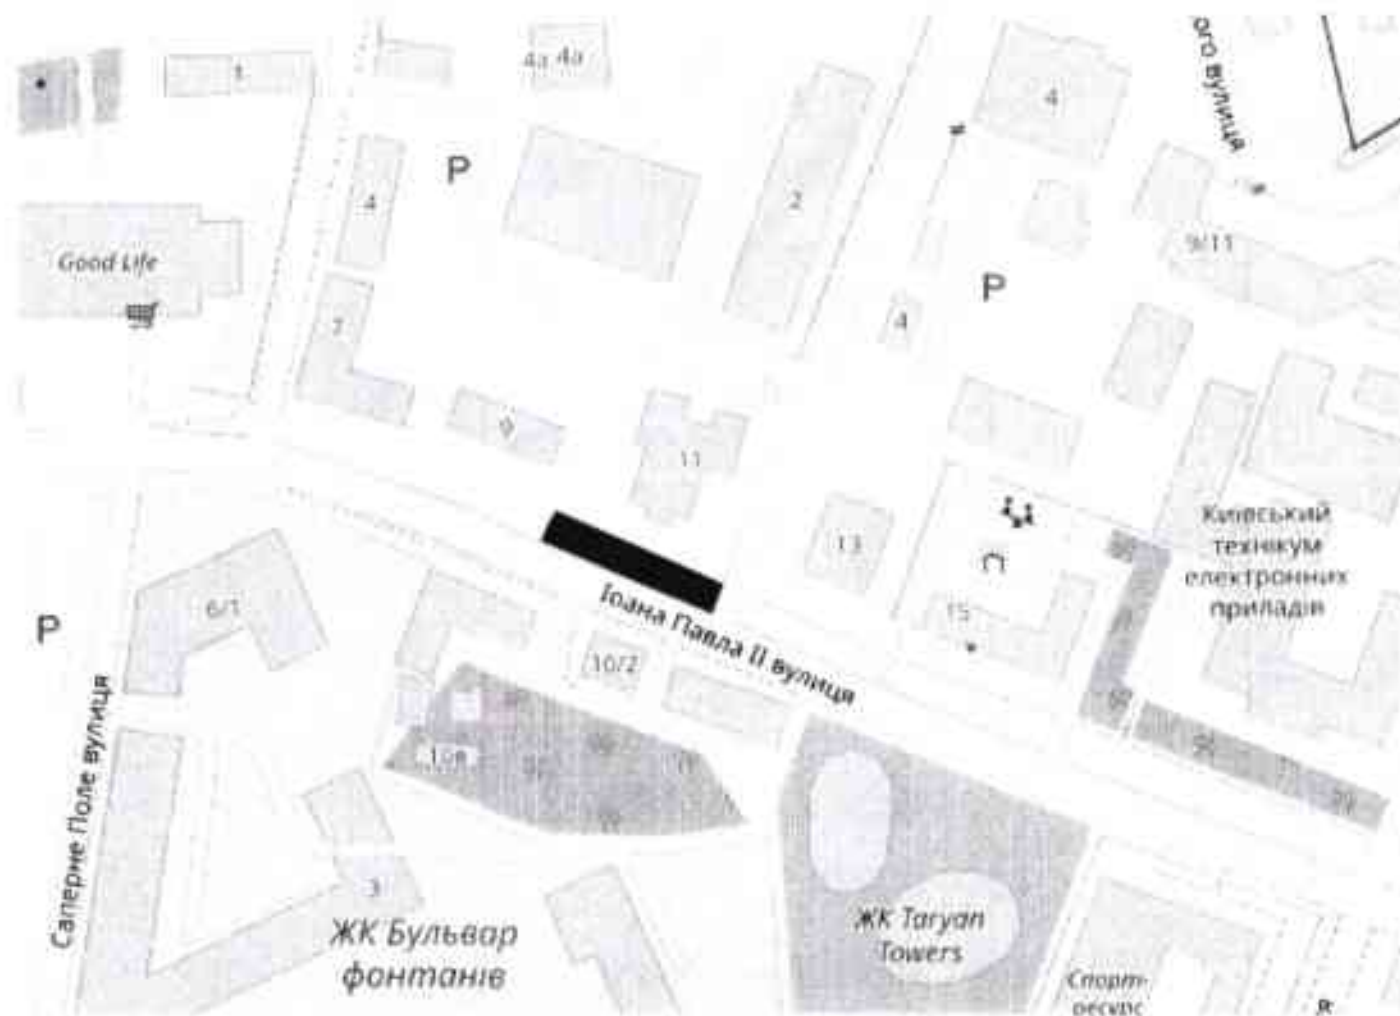 1
4а 4а
4
ого вулиця
P
4
2
9/11
Good Life
P
4
7
9
11
13
15
Київський
технікум
електронних
приладів
6/1
P
Іоана Павла ІІ вулиця
10/2
Саперне Поле вулиця
3
ЖК Бульвар
фонтанів
ЖК Taryan
Towers
Спорт-
ресурс